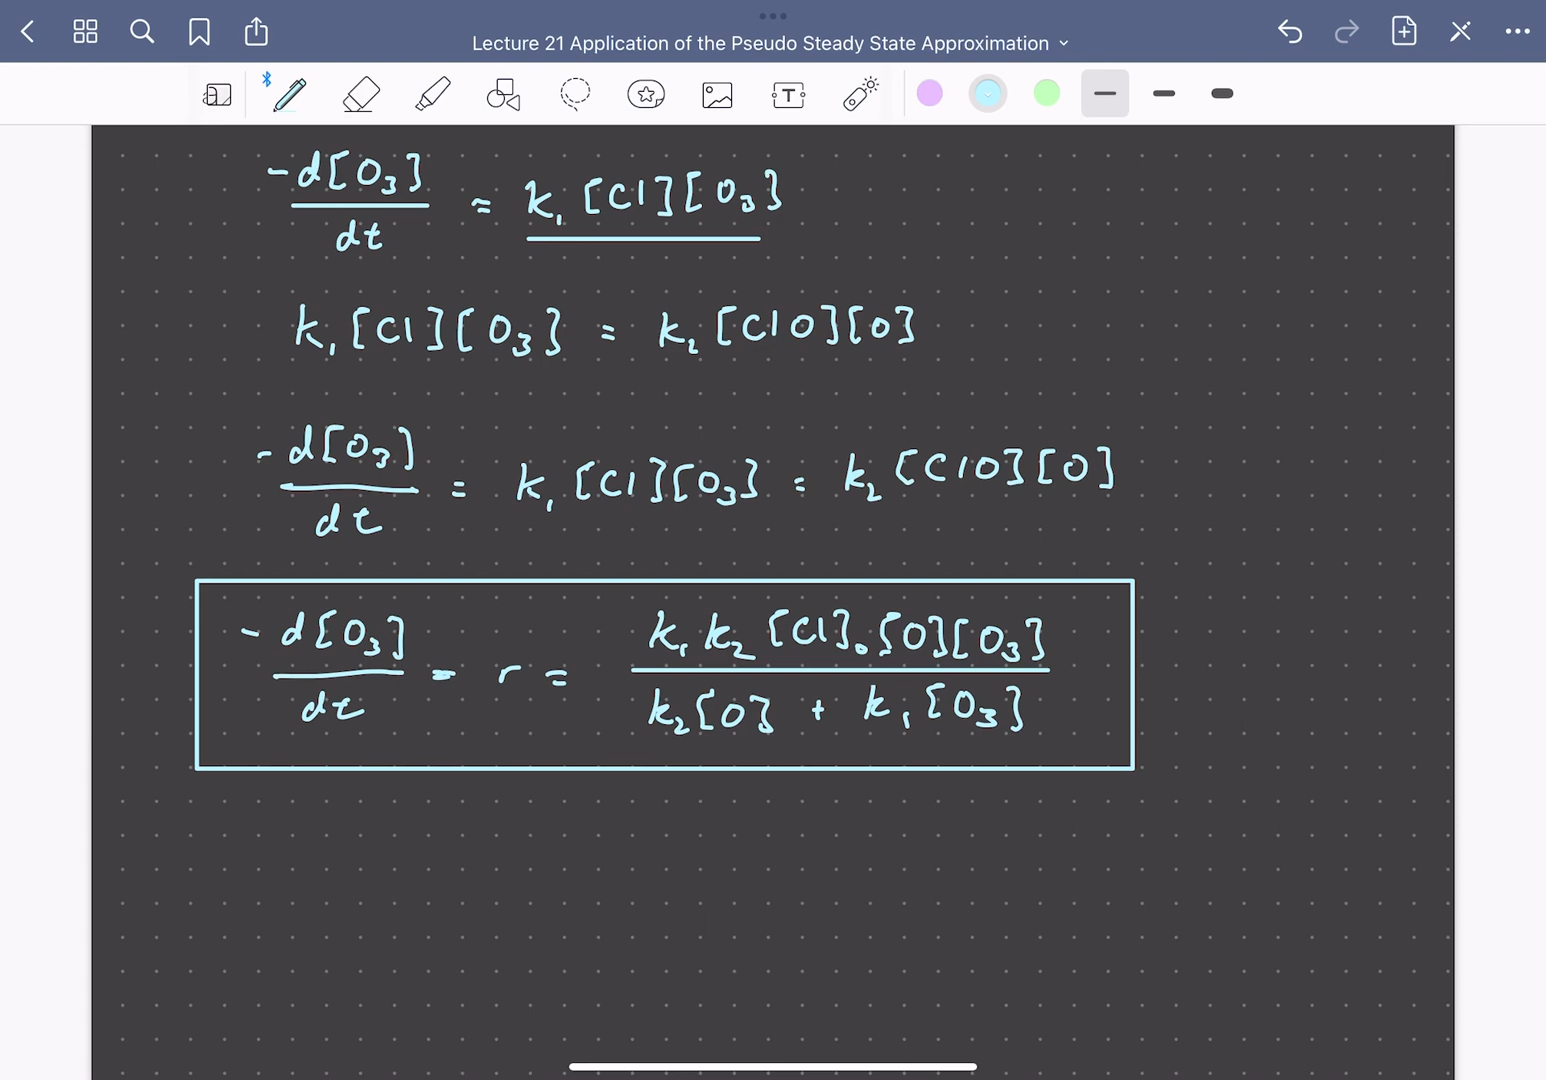 Lecture 21 Application of the Pseudo Steady State Approximation
T
-d[O₃]/dt = k₁[Cl][O₃]
k₁[Cl][O₃] = k₂[ClO][O]
-d[O₃]/dt = k₁[Cl][O₃] = k₂[ClO][O]
-d[O₃]/dt = r = k₁k₂[Cl]₀[O][O₃]/k₂[O] + k₁[O₃]